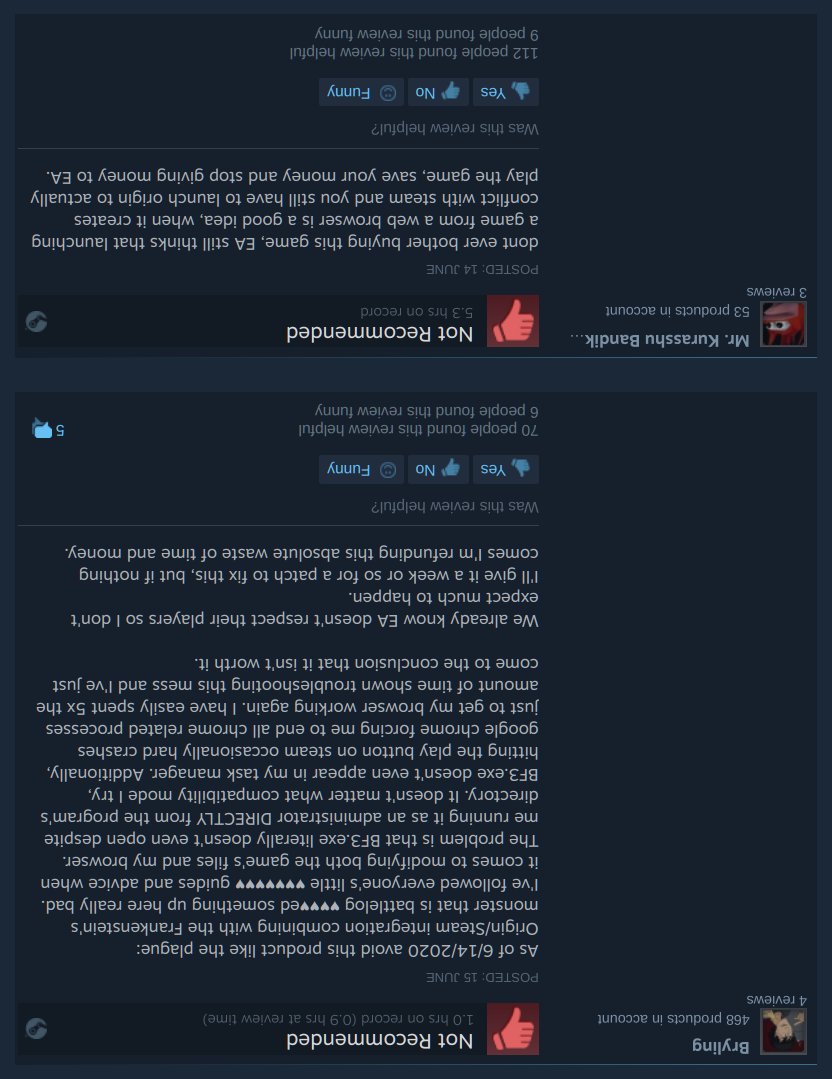 Bryling
468 products in account
4 reviews
Not Recommended
1.0 hrs on record (0.9 hrs at review time)
POSTED: 15 JUNE
As of 6/14/2020 avoid this product like the plague:
Origin/Steam integration combining with the Frankenstein's
monster that is battlelog ♥♥♥♥ed something up here really bad.
I've followed everyone's little ♥♥♥♥♥♥♥ guides and advice when
it comes to modifying both the game's files and my browser.
The problem is that BF3.exe literally doesn't even open despite
me running it as an administrator DIRECTLY from the program's
directory. It doesn't matter what compatibility mode I try,
BF3.exe doesn't even appear in my task manager. Additionally,
hitting the play button on steam occasionally hard crashes
google chrome forcing me to end all chrome related processes
just to get my browser working again. I have easily spent 5x the
amount of time shown troubleshooting this mess and I've just
come to the conclusion that it isn't worth it.
We already know EA doesn't respect their players so I don't
expect much to happen.
I'll give it a week or so for a patch to fix this, but if nothing
comes I'm refunding this absolute waste of time and money.
Was this review helpful?
Yes No Funny
70 people found this review helpful
6 people found this review funny
5
Mr. Kurasshu Bandik...
53 products in account
3 reviews
Not Recommended
5.3 hrs on record
POSTED: 14 JUNE
dont ever bother buying this game, EA still thinks that launching
a game from a web browser is a good idea, when it creates
conflict with steam and you still have to launch origin to actually
play the game, save your money and stop giving money to EA.
Was this review helpful?
Yes No Funny
112 people found this review helpful
9 people found this review funny